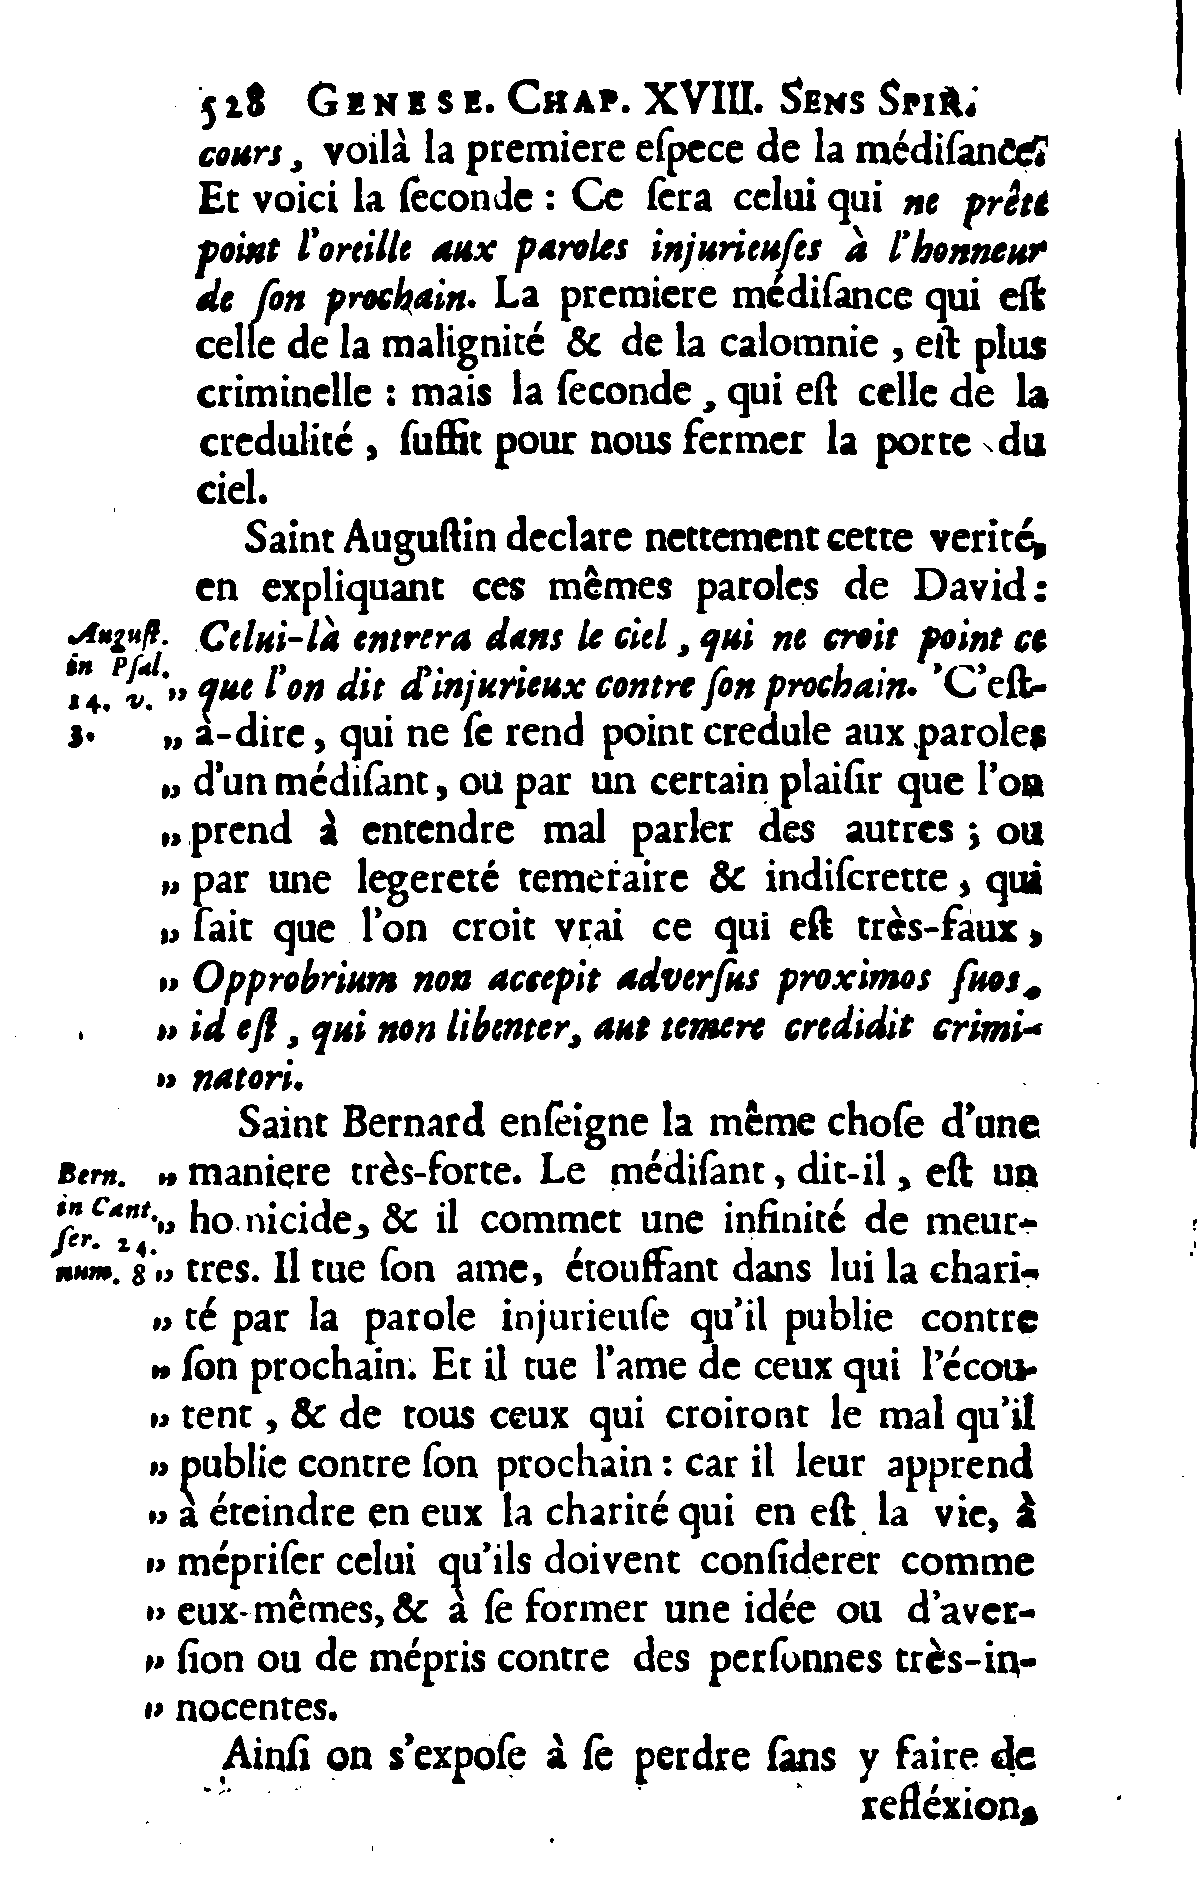 528 GENESE. CHAP. XVIII. SENS SPIR.
cours, voilà la premiere eſpece de la médiſance.
Et voici la ſeconde : Ce ſera celui qui ne prête
point l'oreille aux paroles injurieuſes à l'honneur
de ſon prochain. La premiere médiſance qui eſt
celle de la malignité & de la calomnie, eſt plus
criminelle : mais la ſeconde, qui eſt celle de la
credulité, ſuffit pour nous fermer la porte du
ciel.
Saint Auguſtin declare nettement cette verité,
en expliquant ces mêmes paroles de David :
Auguſt. Celui-là entrera dans le ciel, qui ne croit point ce
in Pſal.
14. v. „ que l'on dit d'injurieux contre ſon prochain. C'eſt-
3. „ à-dire, qui ne ſe rend point credule aux paroles
„ d'un médiſant, ou par un certain plaiſir que l'on
„ prend à entendre mal parler des autres ; ou
„ par une legereté temeraire & indiſcrette, qui
„ fait que l'on croit vrai ce qui eſt très-faux,
„ Opprobrium non accepit adverſus proximos ſuos.
„ id eſt, qui non libenter, aut temere credidit crimi-
„ natori.
Saint Bernard enſeigne la même choſe d'une
Bern. „ maniere très-forte. Le médiſant, dit-il, eſt un
in Cant. „ homicide, & il commet une infinité de meur-
ſer. 24.
num. 8 „ tres. Il tue ſon ame, étouffant dans lui la chari-
„ té par la parole injurieuſe qu'il publie contre
„ ſon prochain. Et il tue l'ame de ceux qui l'écou-
„ tent, & de tous ceux qui croiront le mal qu'il
„ publie contre ſon prochain : car il leur apprend
„ à éteindre en eux la charité qui en eſt la vie, à
„ mépriſer celui qu'ils doivent conſiderer comme
„ eux-mêmes, & à ſe former une idée ou d'aver-
„ ſion ou de mépris contre des perſonnes très-in-
„ nocentes.
Ainſi on s'expoſe à ſe perdre ſans y faire de
refléxion,